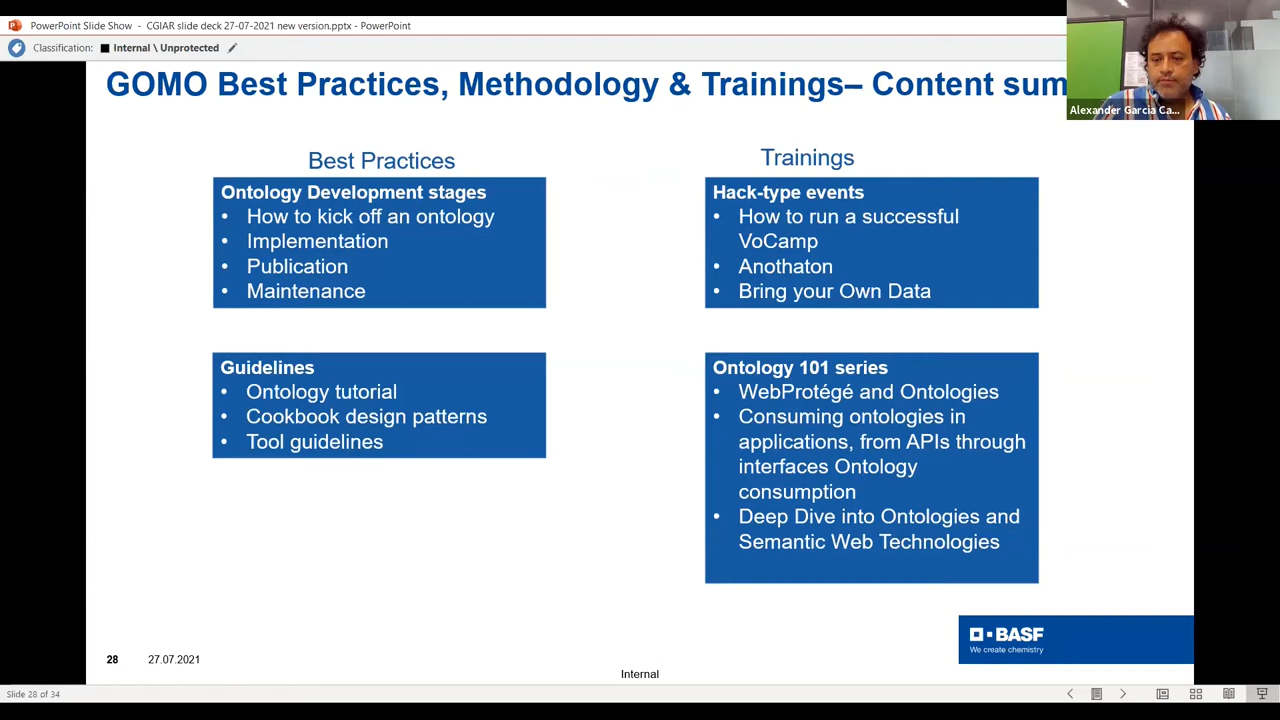 PowerPoint Slide Show - CGIAR slide deck 27-07-2021 new version.pptx - PowerPoint
Classification: Internal \ Unprotected
GOMO Best Practices, Methodology & Trainings– Content sum
Alexander Garcia Ca...
Best Practices
Ontology Development stages
• How to kick off an ontology
• Implementation
• Publication
• Maintenance
Guidelines
• Ontology tutorial
• Cookbook design patterns
• Tool guidelines
Trainings
Hack-type events
• How to run a successful
VoCamp
• Anothaton
• Bring your Own Data
Ontology 101 series
• WebProtégé and Ontologies
• Consuming ontologies in
applications, from APIs through
interfaces Ontology
consumption
• Deep Dive into Ontologies and
Semantic Web Technologies
BASF
We create chemistry
28 27.07.2021
Internal
Slide 28 of 34